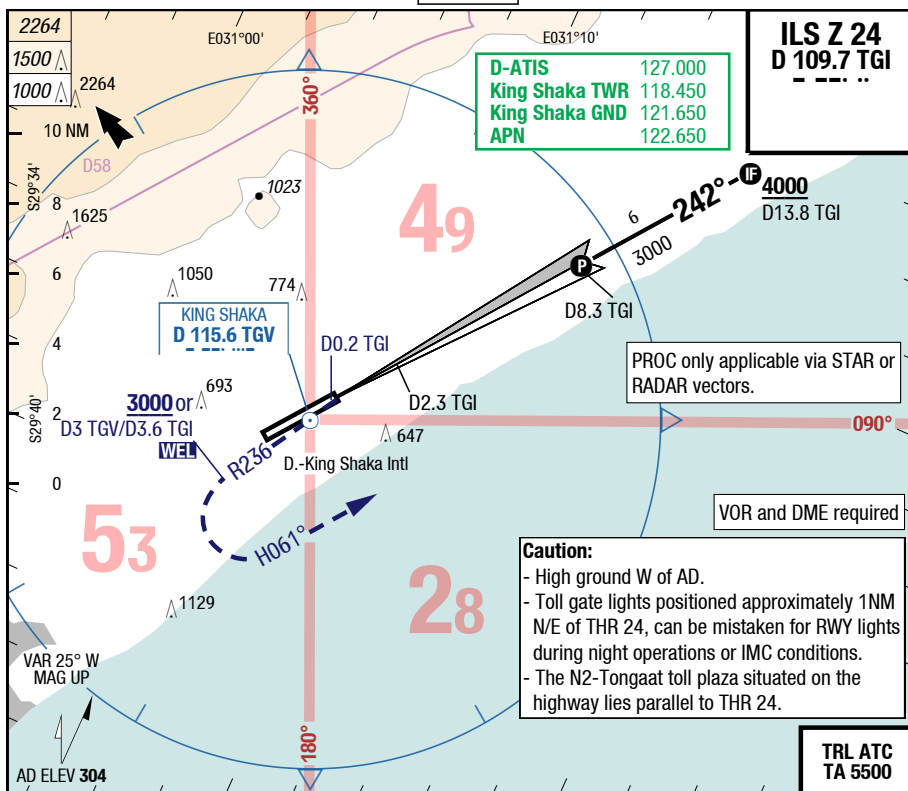 2264
1500
1000
2264
10 NM
8
6
4
2
0
S29°34'
S29°40'
E031°00'
E031°10'
D58
1625
1023
1050
774
693
647
1129
360°
090°
180°
49
53
28
D-ATIS 127.000
King Shaka TWR 118.450
King Shaka GND 121.650
APN 122.650
ILS Z 24
D 109.7 TGI
IF
4000
D13.8 TGI
242°
6
3000
P
D8.3 TGI
KING SHAKA
D 115.6 TGV
D0.2 TGI
D2.3 TGI
PROC only applicable via STAR or
RADAR vectors.
3000 or
D3 TGV/D3.6 TGI
WEL
R236
D.-King Shaka Intl
H061°
VOR and DME required
Caution:
- High ground W of AD.
- Toll gate lights positioned approximately 1NM
N/E of THR 24, can be mistaken for RWY lights
during night operations or IMC conditions.
- The N2-Tongaat toll plaza situated on the
highway lies parallel to THR 24.
VAR 25° W
MAG UP
AD ELEV 304
TRL ATC
TA 5500